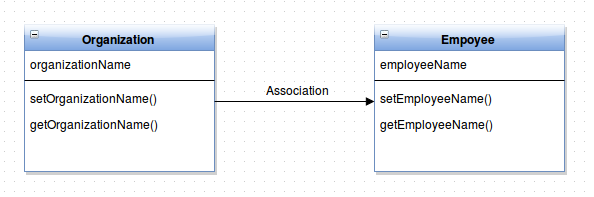 Organization
organizationName
setOrganizationName()
getOrganizationName()
Association
Empoyee
employeeName
setEmployeeName()
getEmployeeName()